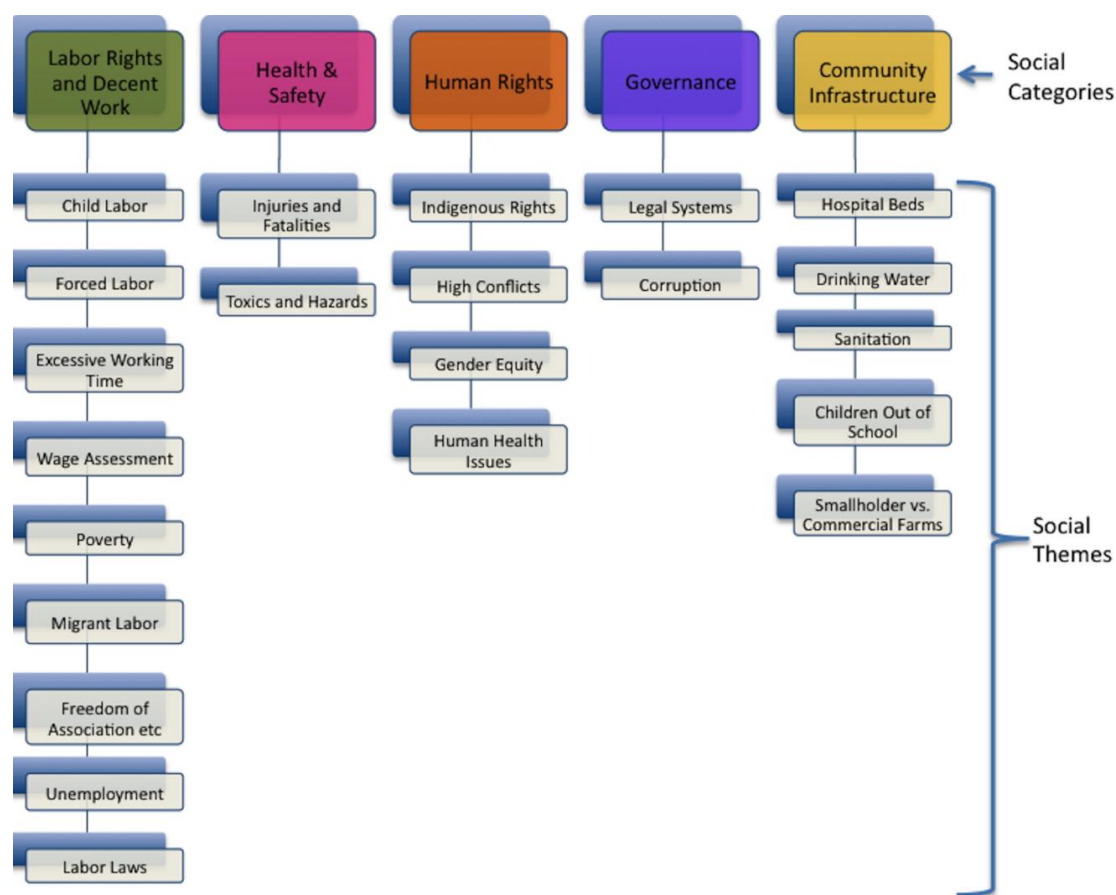 Labor Rights
and Decent
Work
Health &
Safety
Human Rights
Governance
Community
Infrastructure
Social
Categories
Child Labor
Forced Labor
Excessive Working
Time
Wage Assessment
Poverty
Migrant Labor
Freedom of
Association etc
Unemployment
Labor Laws
Injuries and
Fatalities
Toxics and Hazards
Indigenous Rights
High Conflicts
Gender Equity
Human Health
Issues
Legal Systems
Corruption
Hospital Beds
Drinking Water
Sanitation
Children Out of
School
Smallholder vs.
Commercial Farms
Social
Themes